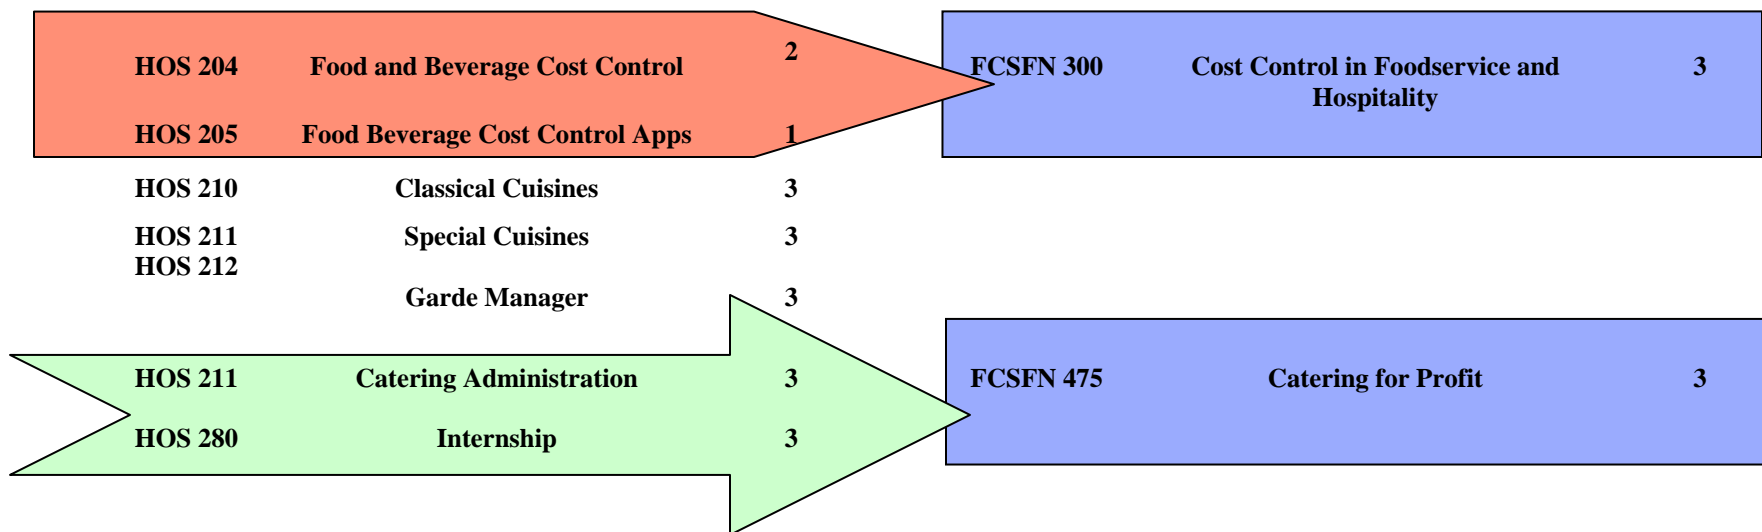 HOS 204 Food and Beverage Cost Control 2 FCSFN 300 Cost Control in Foodservice and 3
Hospitality
HOS 205 Food Beverage Cost Control Apps 1
HOS 210 Classical Cuisines 3
HOS 211 Special Cuisines 3
HOS 212
Garde Manager 3
HOS 211 Catering Administration 3 FCSFN 475 Catering for Profit 3
HOS 280 Internship 3